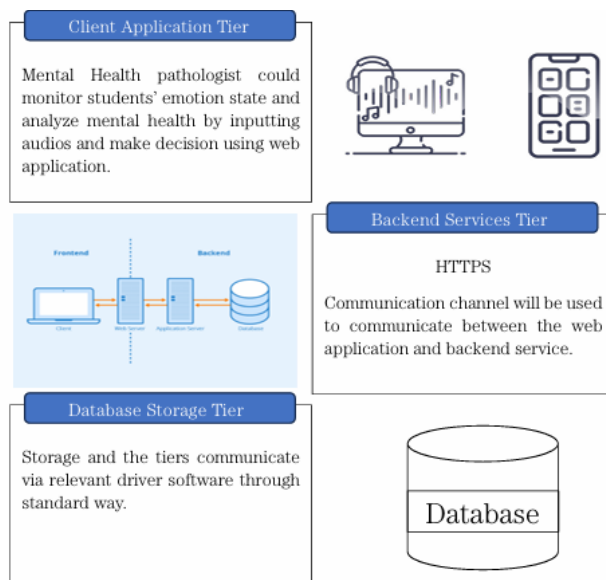 Client Application Tier
Mental Health pathologist could
monitor students' emotion state and
analyze mental health by inputting
audios and make decision using web
application.
Backend Services Tier
HTTPS
Communication channel will be used
to communicate between the web
application and backend service.
Frontend
Backend
Client
Web Server
Application Server
Database
Database Storage Tier
Storage and the tiers communicate
via relevant driver software through
standard way.
Database